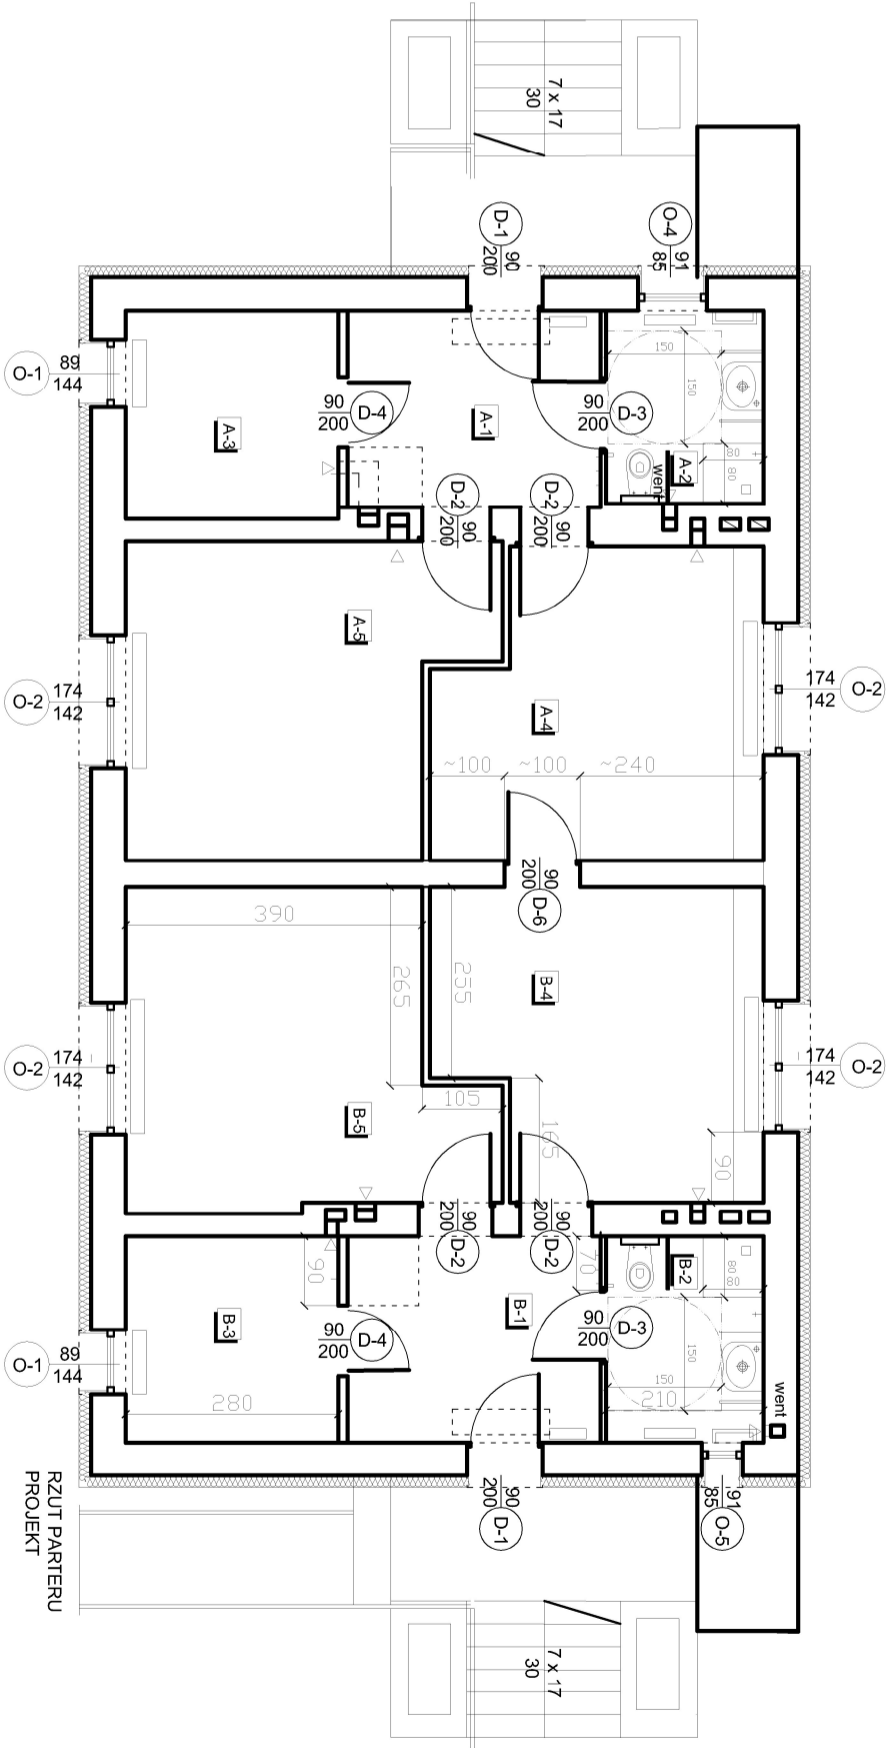 7 x 17
30
D-1
90
200
O-4
91
85
O-1
89
144
A-3
90
200
D-4
A-1
90
200
D-3
150
150
A-2
80
80
went
D-2
90
200
D-2
90
200
A-5
A-4
O-2
174
142
174
142
O-2
~100
~100
~240
90
200
D-6
390
265
235
B-4
O-2
174
142
174
142
O-2
105
165
90
B-5
D-2
90
200
D-2
90
200
70
90
B-2
80
80
B-3
B-1
90
200
D-4
90
200
D-3
150
150
210
went
O-1
89
144
280
90
200
D-1
91
85
O-5
RZUT PARTERU
PROJEKT
7 x 17
30